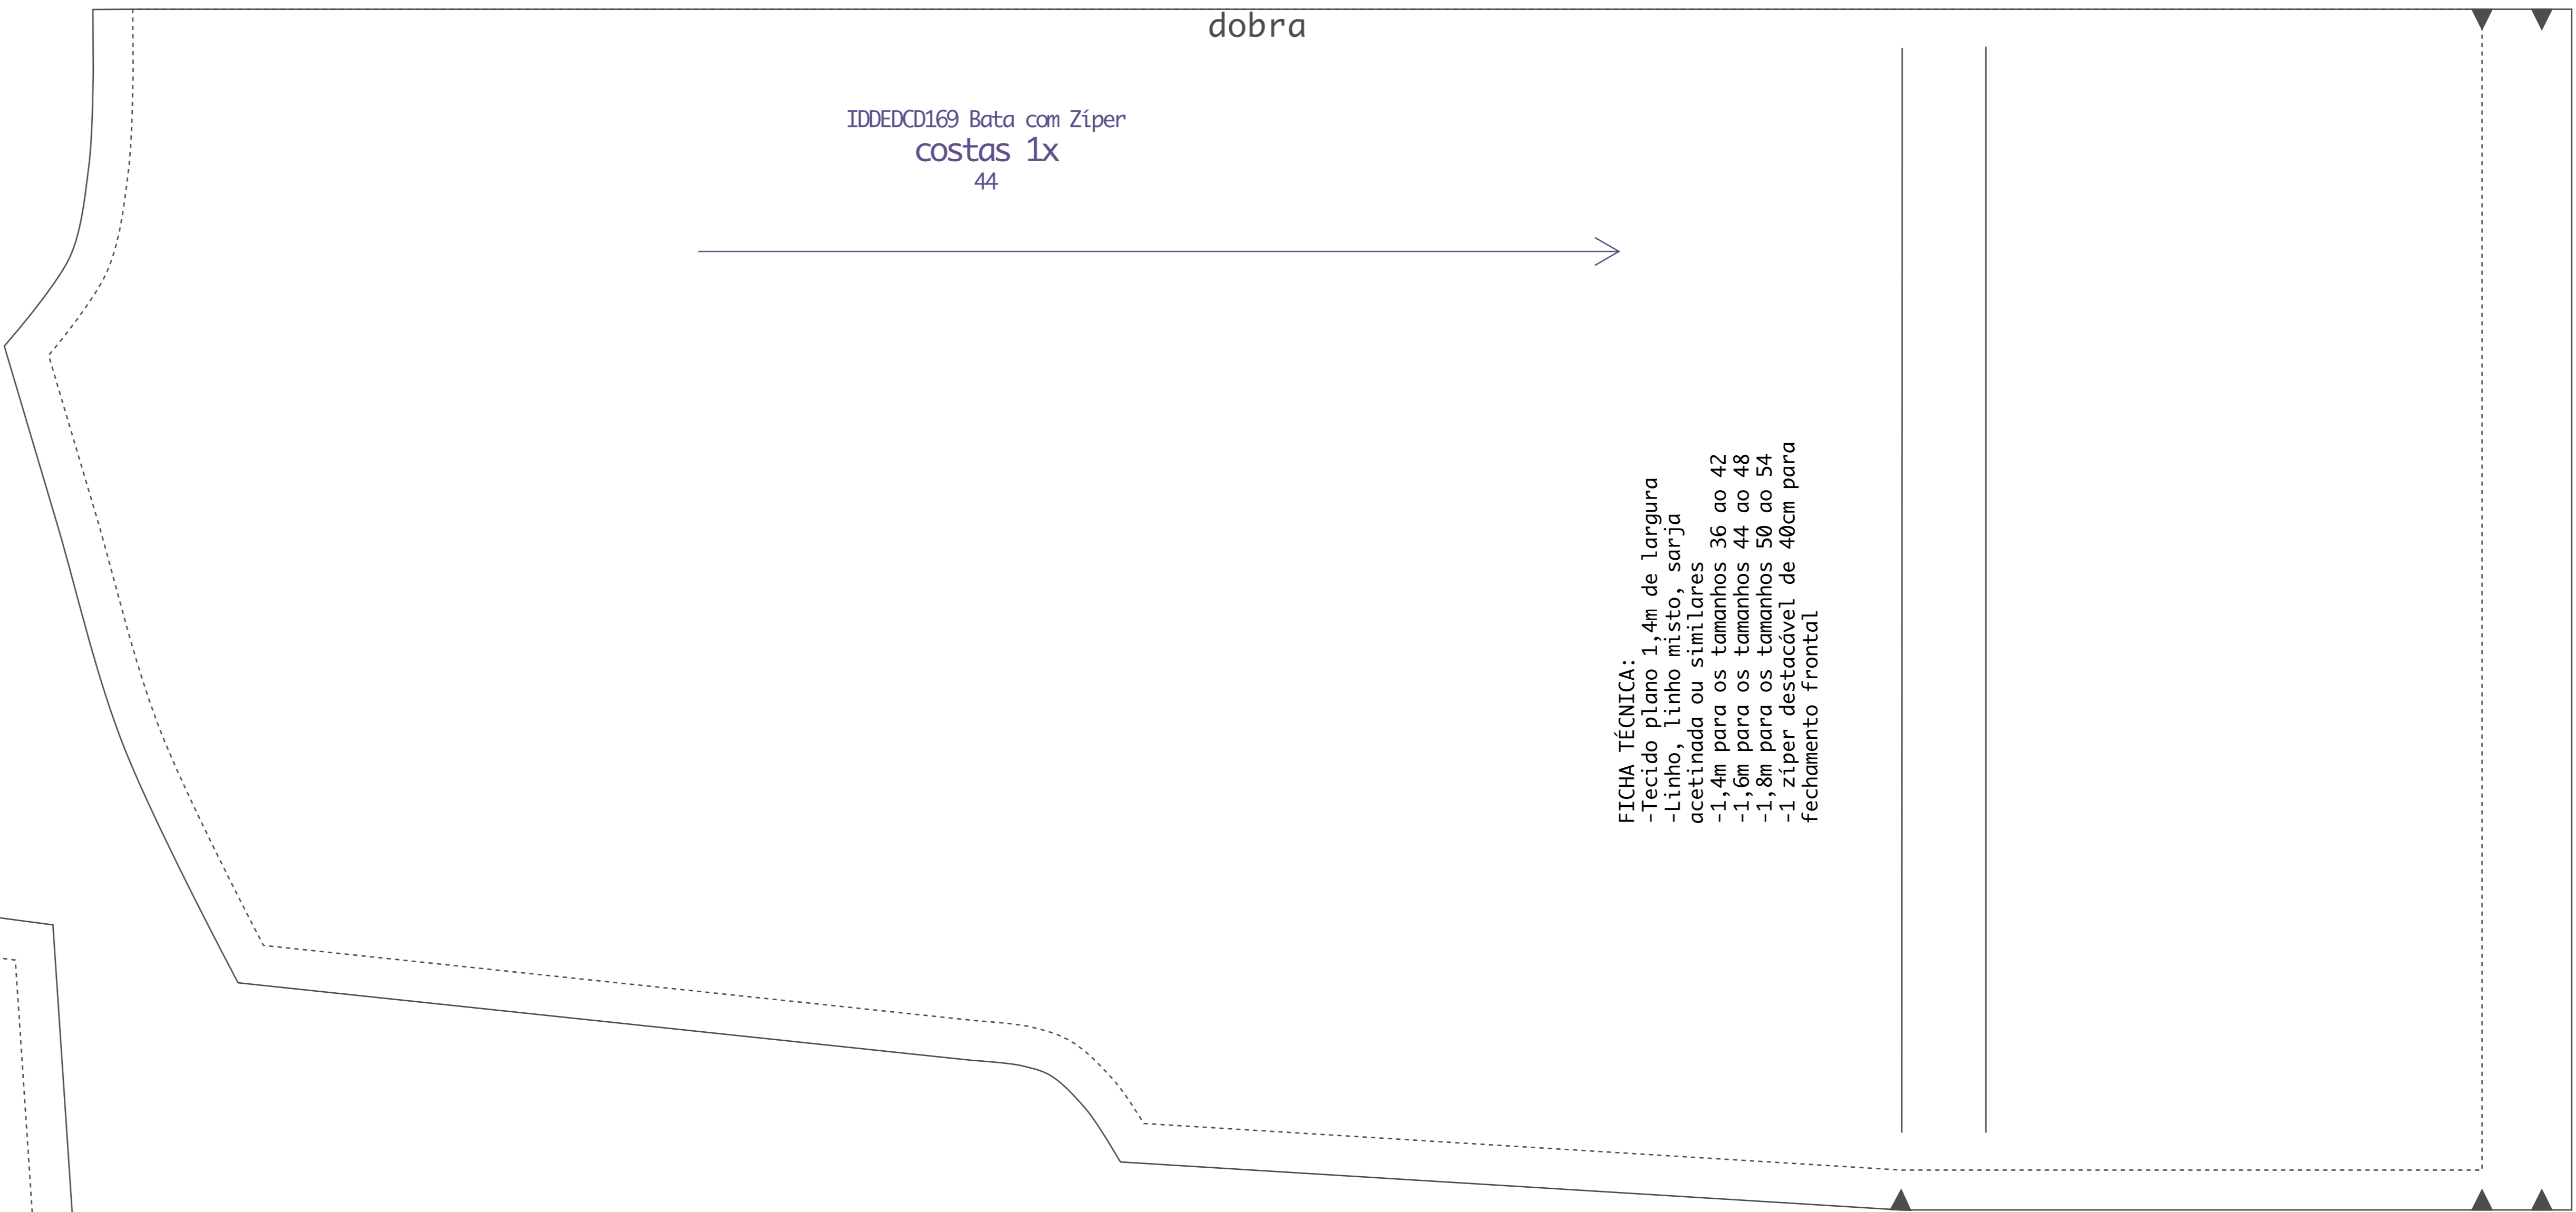 dobra
IDDEDCD169 Bata com Zíper
costas 1x
44
FICHA TÉCNICA:
-Tecido plano 1,4m de largura
-Linho, linho misto, sarja
acetinada ou similares
-1,4m para os tamanhos 36 ao 42
-1,6m para os tamanhos 44 ao 48
-1,8m para os tamanhos 50 ao 54
-1 zíper destacável de 40cm para
fechamento frontal